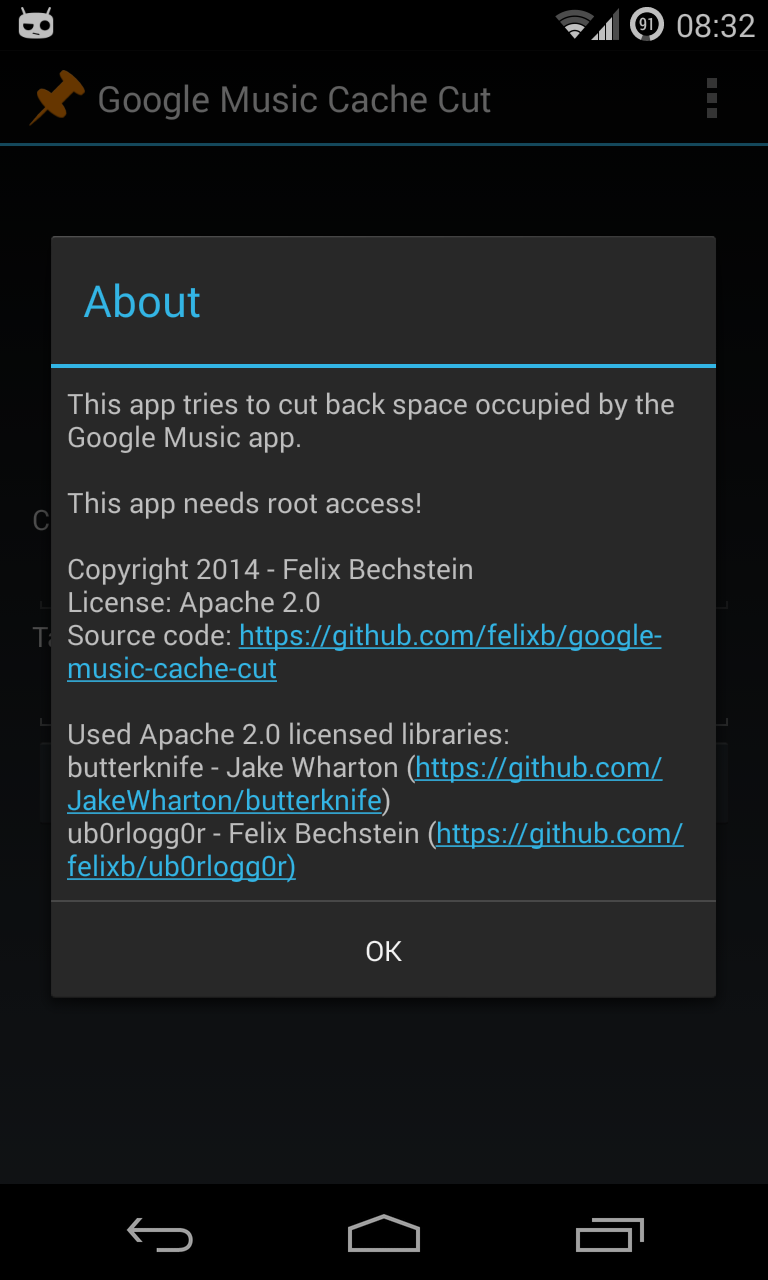 91 08:32
Google Music Cache Cut
About
This app tries to cut back space occupied by the
Google Music app.
This app needs root access!
C
Copyright 2014 - Felix Bechstein
License: Apache 2.0
Source code: https://github.com/felixb/google-
Ta
music-cache-cut
Used Apache 2.0 licensed libraries:
butterknife - Jake Wharton (https://github.com/
JakeWharton/butterknife)
ub0rlogg0r - Felix Bechstein (https://github.com/
felixb/ub0rlogg0r)
OK